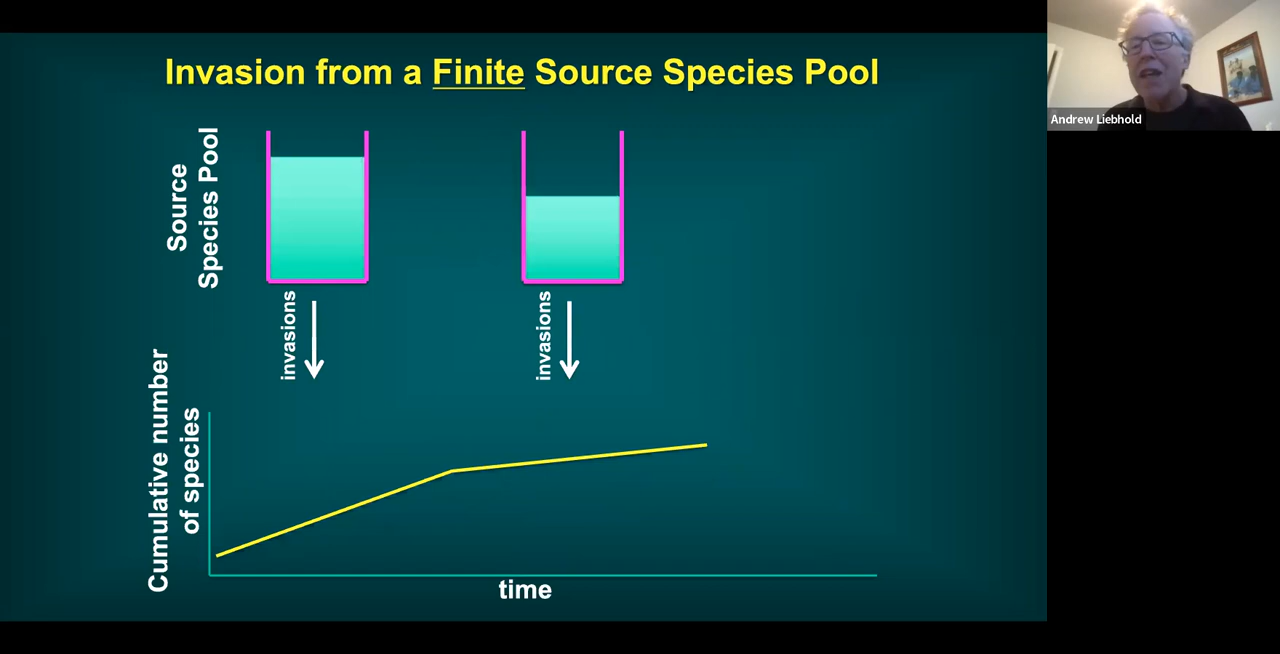 Invasion from a Finite Source Species Pool
Andrew Liebhold
Source
Species Pool
invasions
invasions
Cumulative number
of species
time